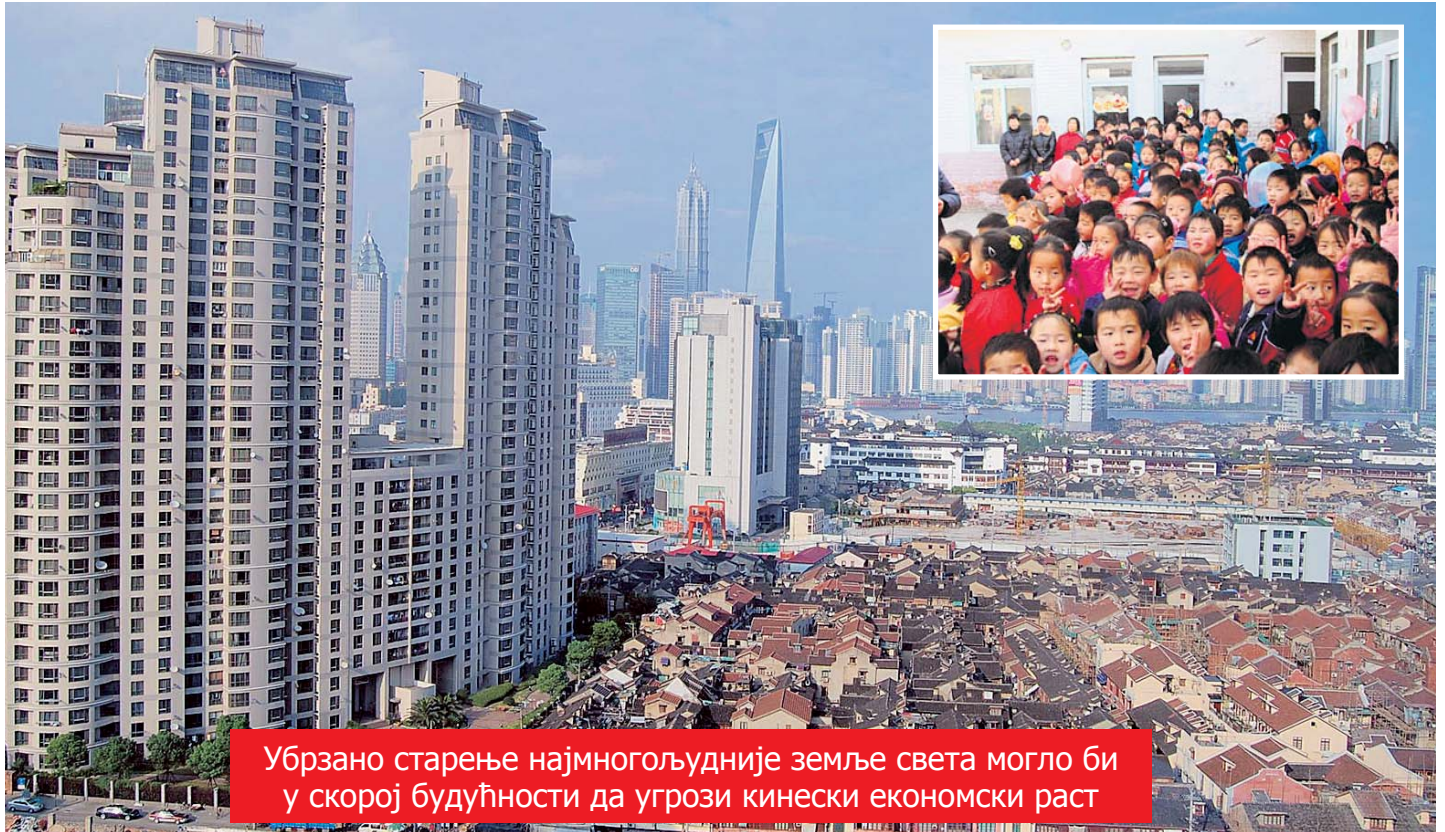 Убрзано старење најмногољудније земље света могло би
у скорој будућности да угрози кинески економски раст